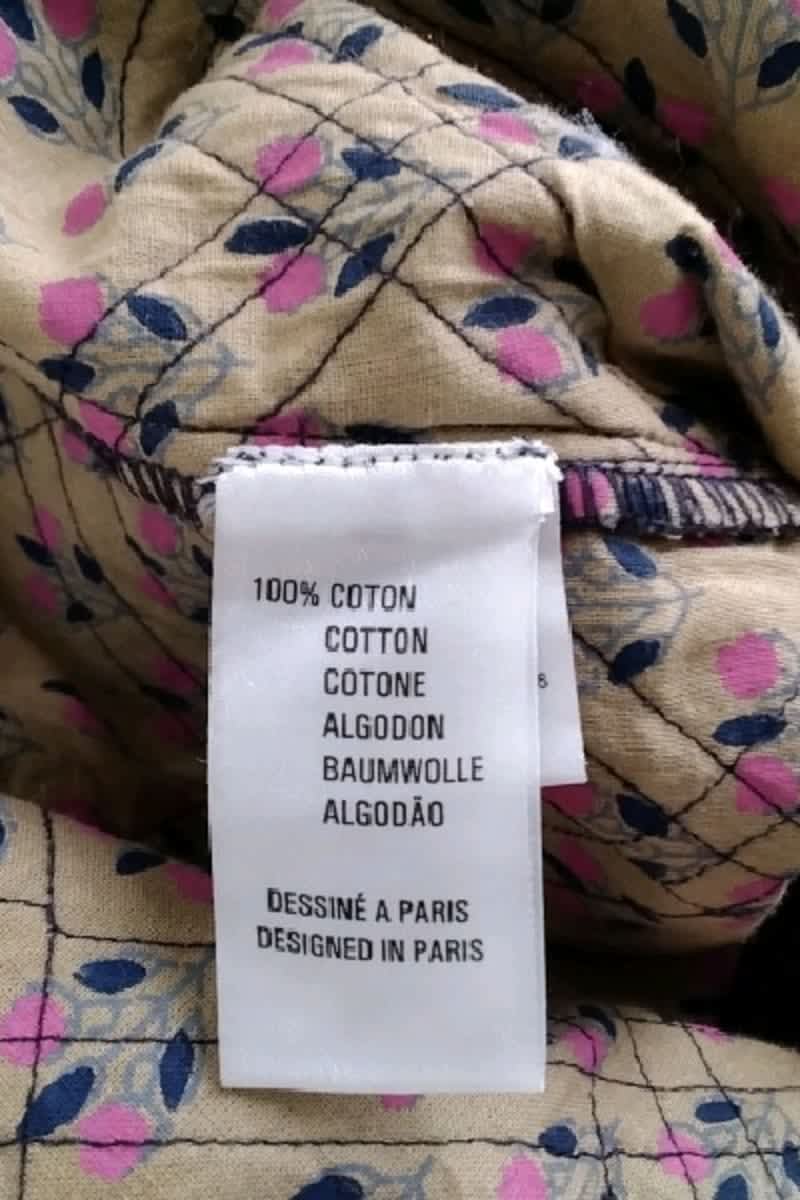 100% COTON
COTTON
COTONE
ALGODON
BAUMWOLLE
ALGODÃO
DESSINÉ A PARIS
DESIGNED IN PARIS